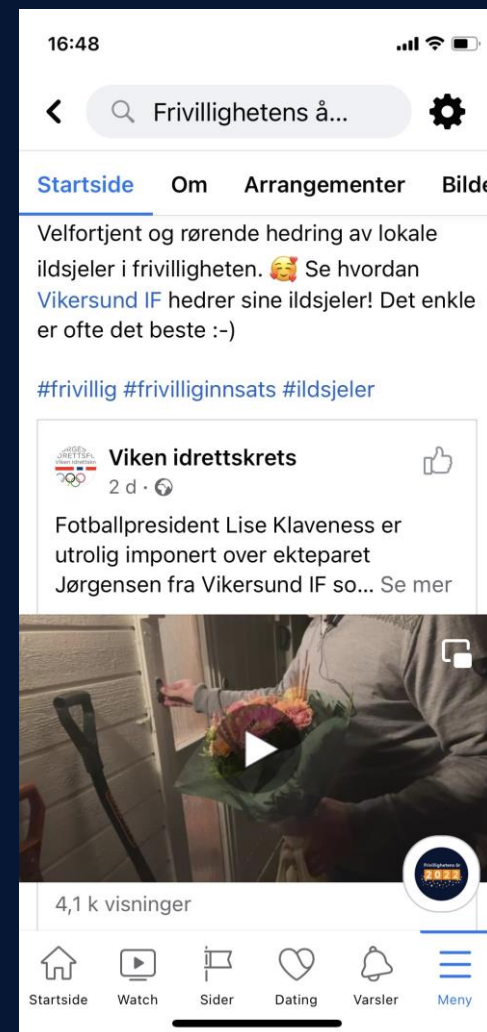 16:48
Frivillighetens å...
Startside Om Arrangementer Bilde
Velfortjent og rørende hedring av lokale
ildsjeler i frivilligheten. 🥰 Se hvordan
Vikersund IF hedrer sine ildsjeler! Det enkle
er ofte det beste :-)
#frivillig #frivilliginnsats #ildsjeler
Viken idrettskrets
2 d ·
Fotballpresident Lise Klaveness er
utrolig imponert over ekteparet
Jørgensen fra Vikersund IF so... Se mer
Frivillighetens år
2022
4,1 k visninger
Startside Watch Sider Dating Varsler Meny